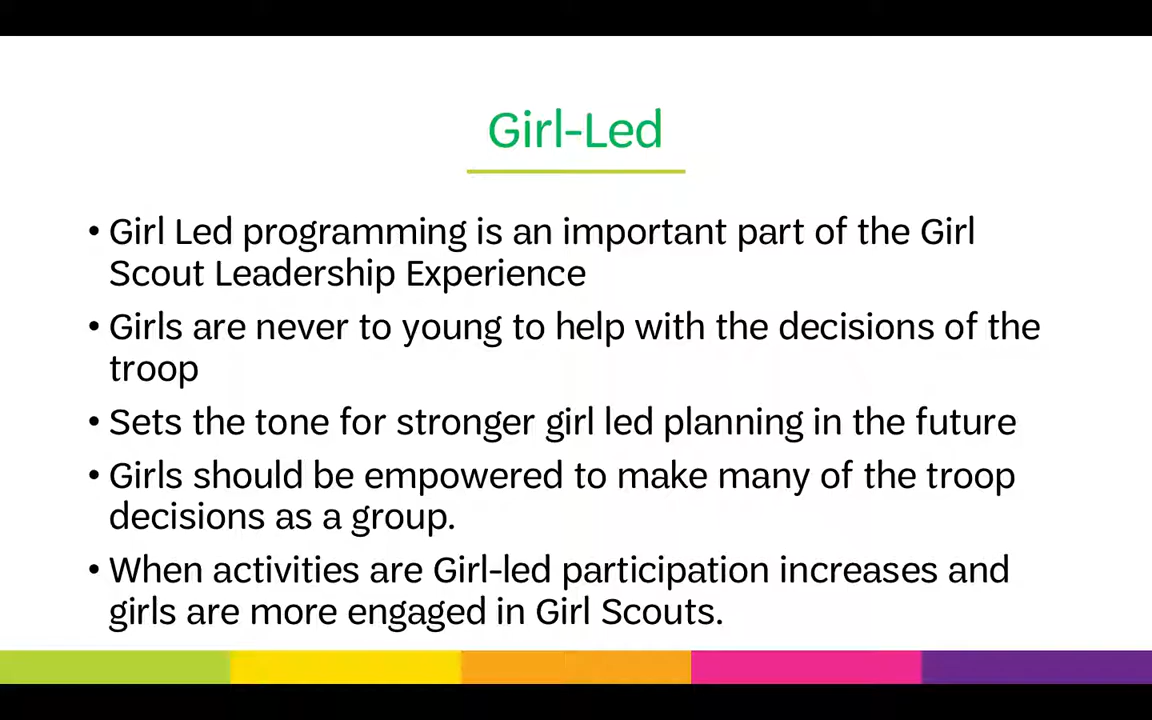 Girl-Led
• Girl Led programming is an important part of the Girl
Scout Leadership Experience
• Girls are never to young to help with the decisions of the
troop
• Sets the tone for stronger girl led planning in the future
• Girls should be empowered to make many of the troop
decisions as a group.
• When activities are Girl-led participation increases and
girls are more engaged in Girl Scouts.